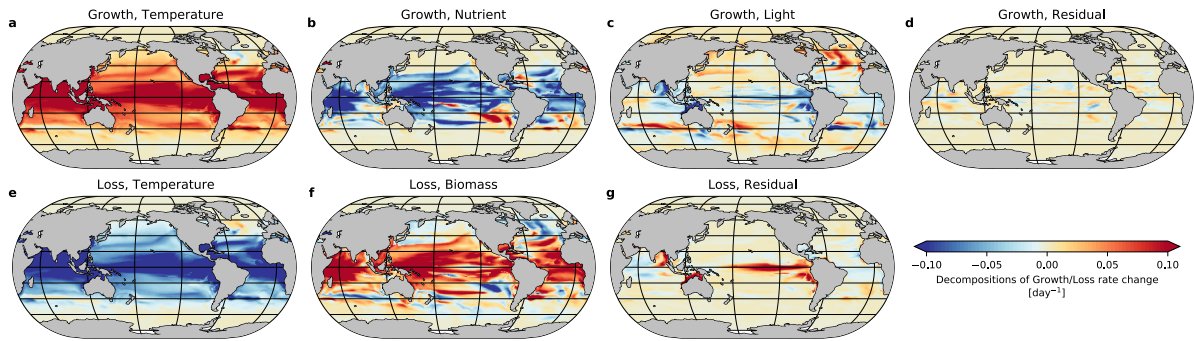 a Growth, Temperature
b Growth, Nutrient
c Growth, Light
d Growth, Residual
e Loss, Temperature
f Loss, Biomass
g Loss, Residual
−0.10 −0.05 0.00 0.05 0.10
Decompositions of Growth/Loss rate change
[day⁻¹]